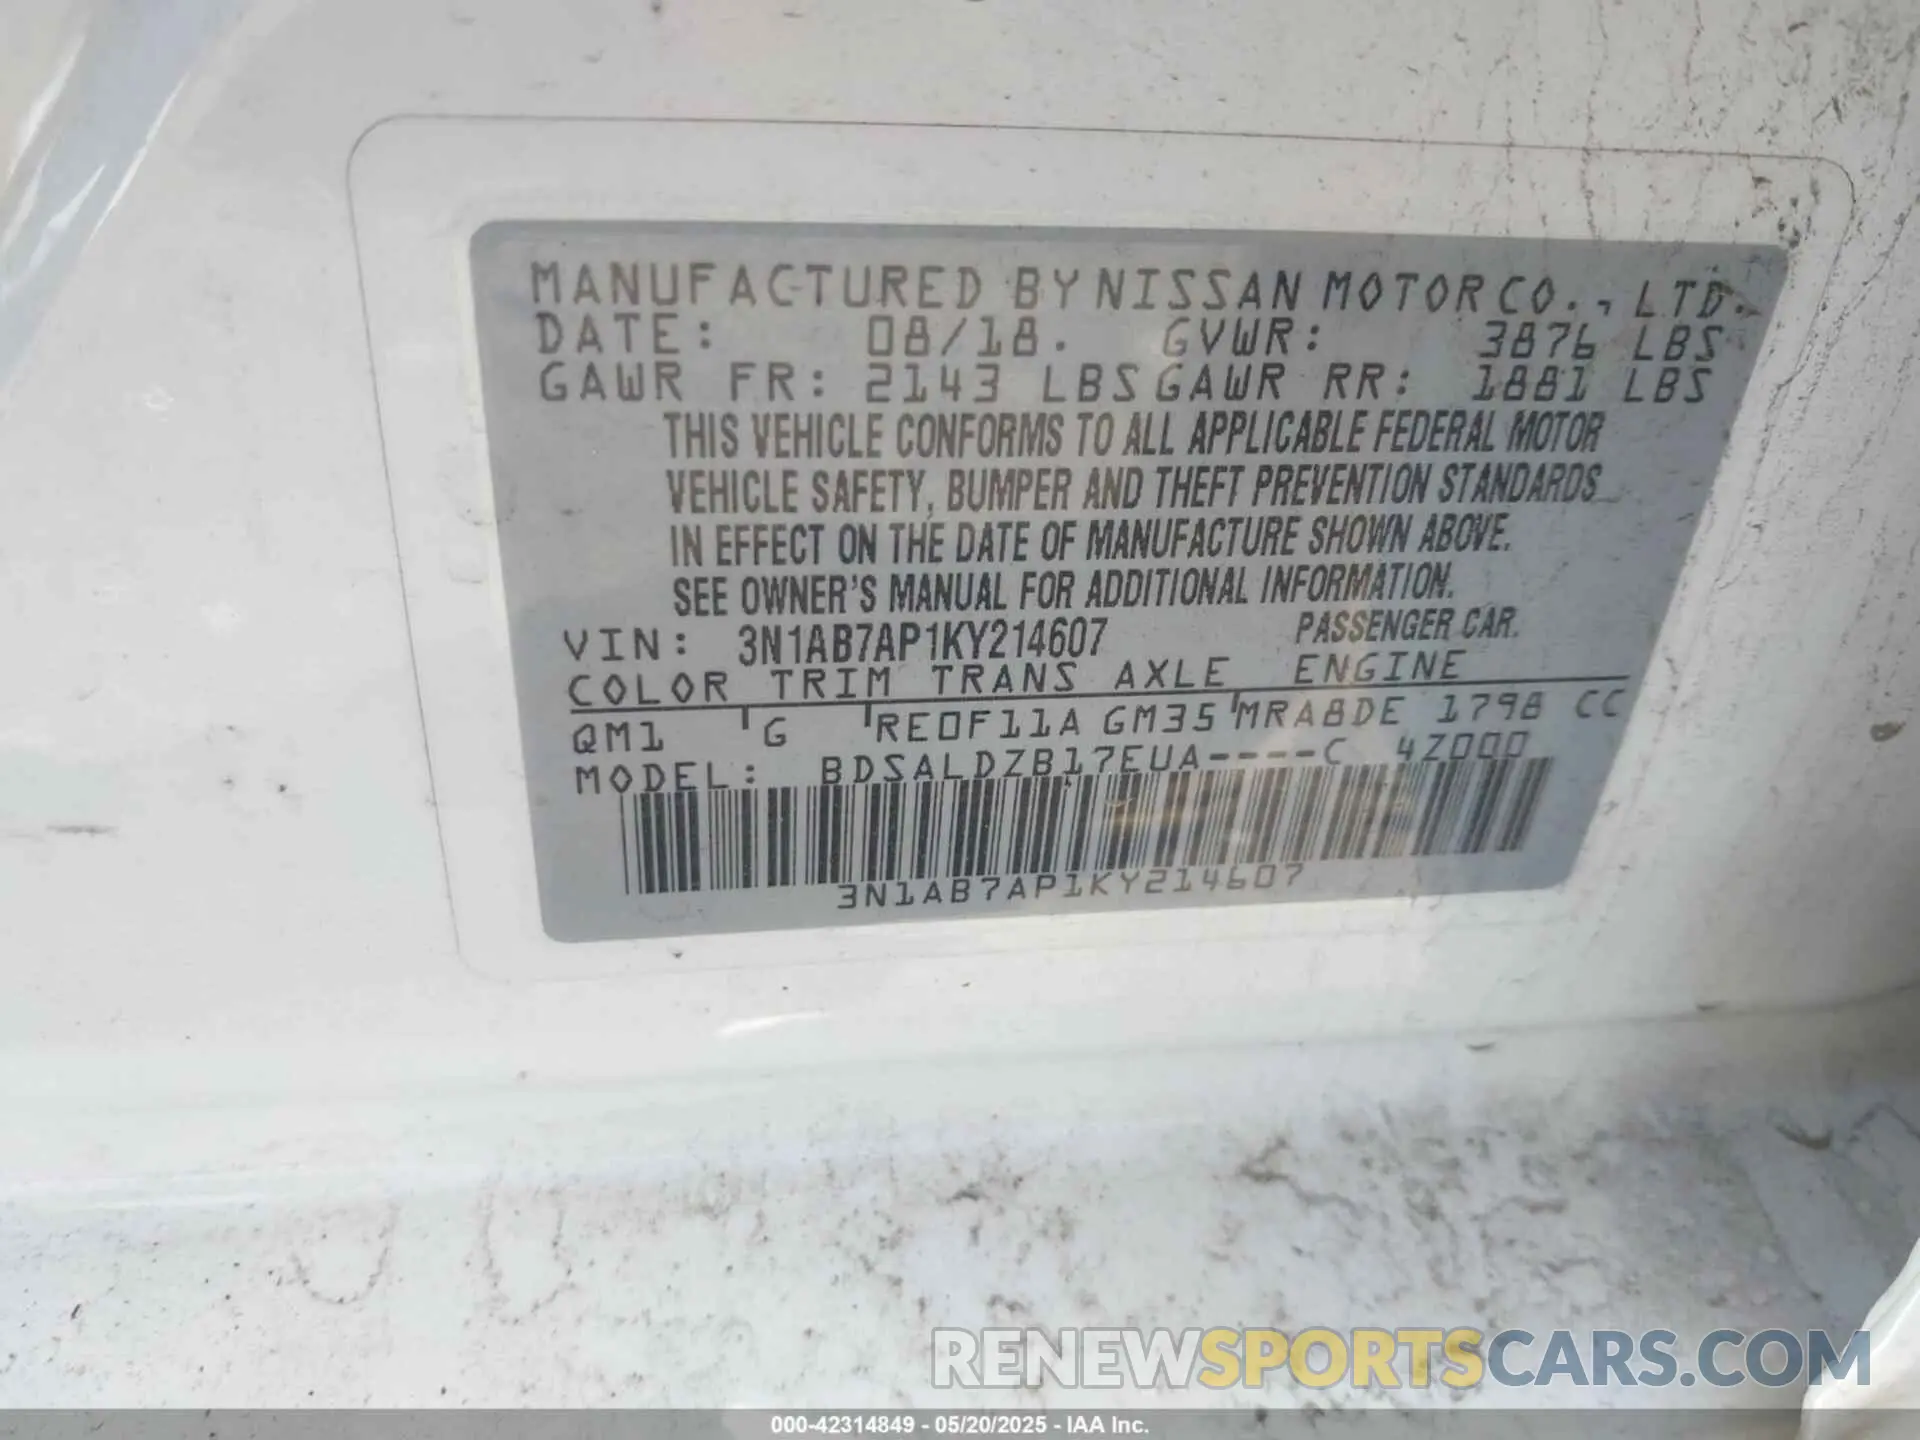 MANUFACTURED BY NISSAN MOTOR CO., LTD.
DATE: 08/18. GVWR: 3876 LBS
GAWR FR: 2143 LBS GAWR RR: 1881 LBS
THIS VEHICLE CONFORMS TO ALL APPLICABLE FEDERAL MOTOR
VEHICLE SAFETY, BUMPER AND THEFT PREVENTION STANDARDS
IN EFFECT ON THE DATE OF MANUFACTURE SHOWN ABOVE.
SEE OWNER'S MANUAL FOR ADDITIONAL INFORMATION.
VIN: 3N1AB7AP1KY214607 PASSENGER CAR.
COLOR TRIM TRANS AXLE ENGINE
QM1 G RE0F11A GM35 MRA8DE 1798 CC
MODEL: BDSALDZB17EUA----C 4Z000
3N1AB7AP1KY214607
RENEWSPORTSCARS.COM
000-42314849 - 05/20/2025 - IAA Inc.